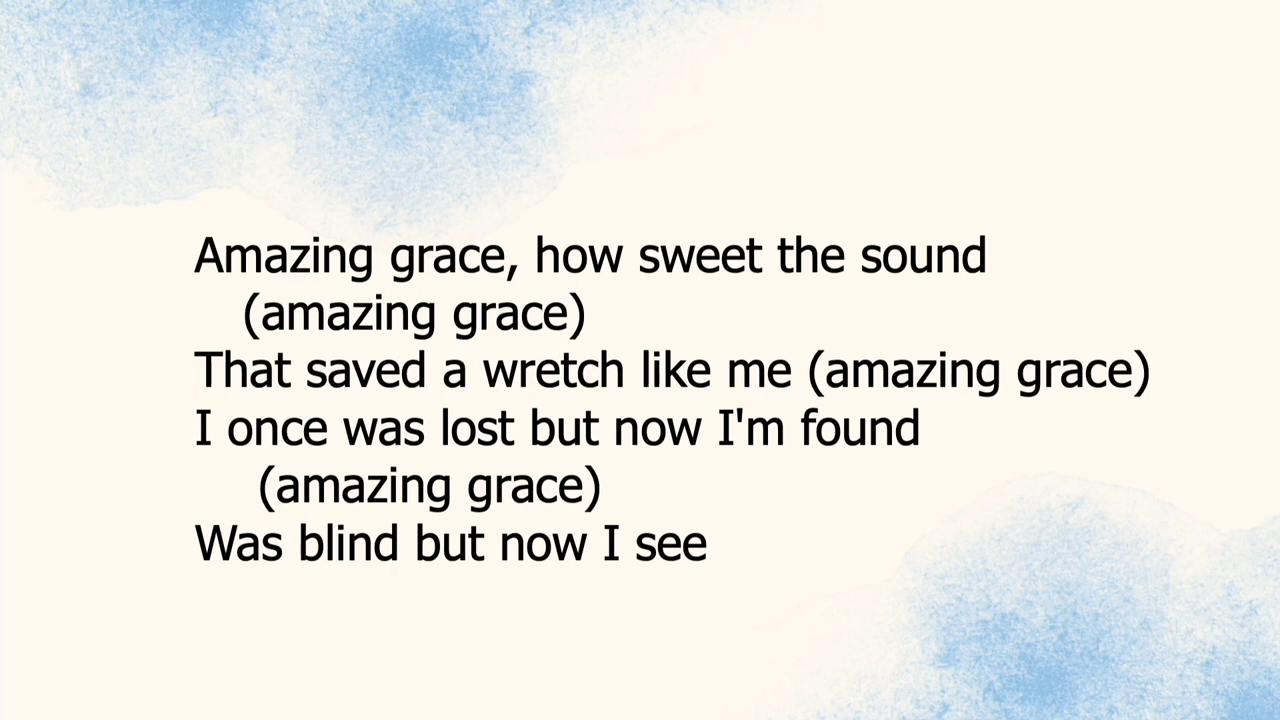 Amazing grace, how sweet the sound
(amazing grace)
That saved a wretch like me (amazing grace)
I once was lost but now I'm found
(amazing grace)
Was blind but now I see